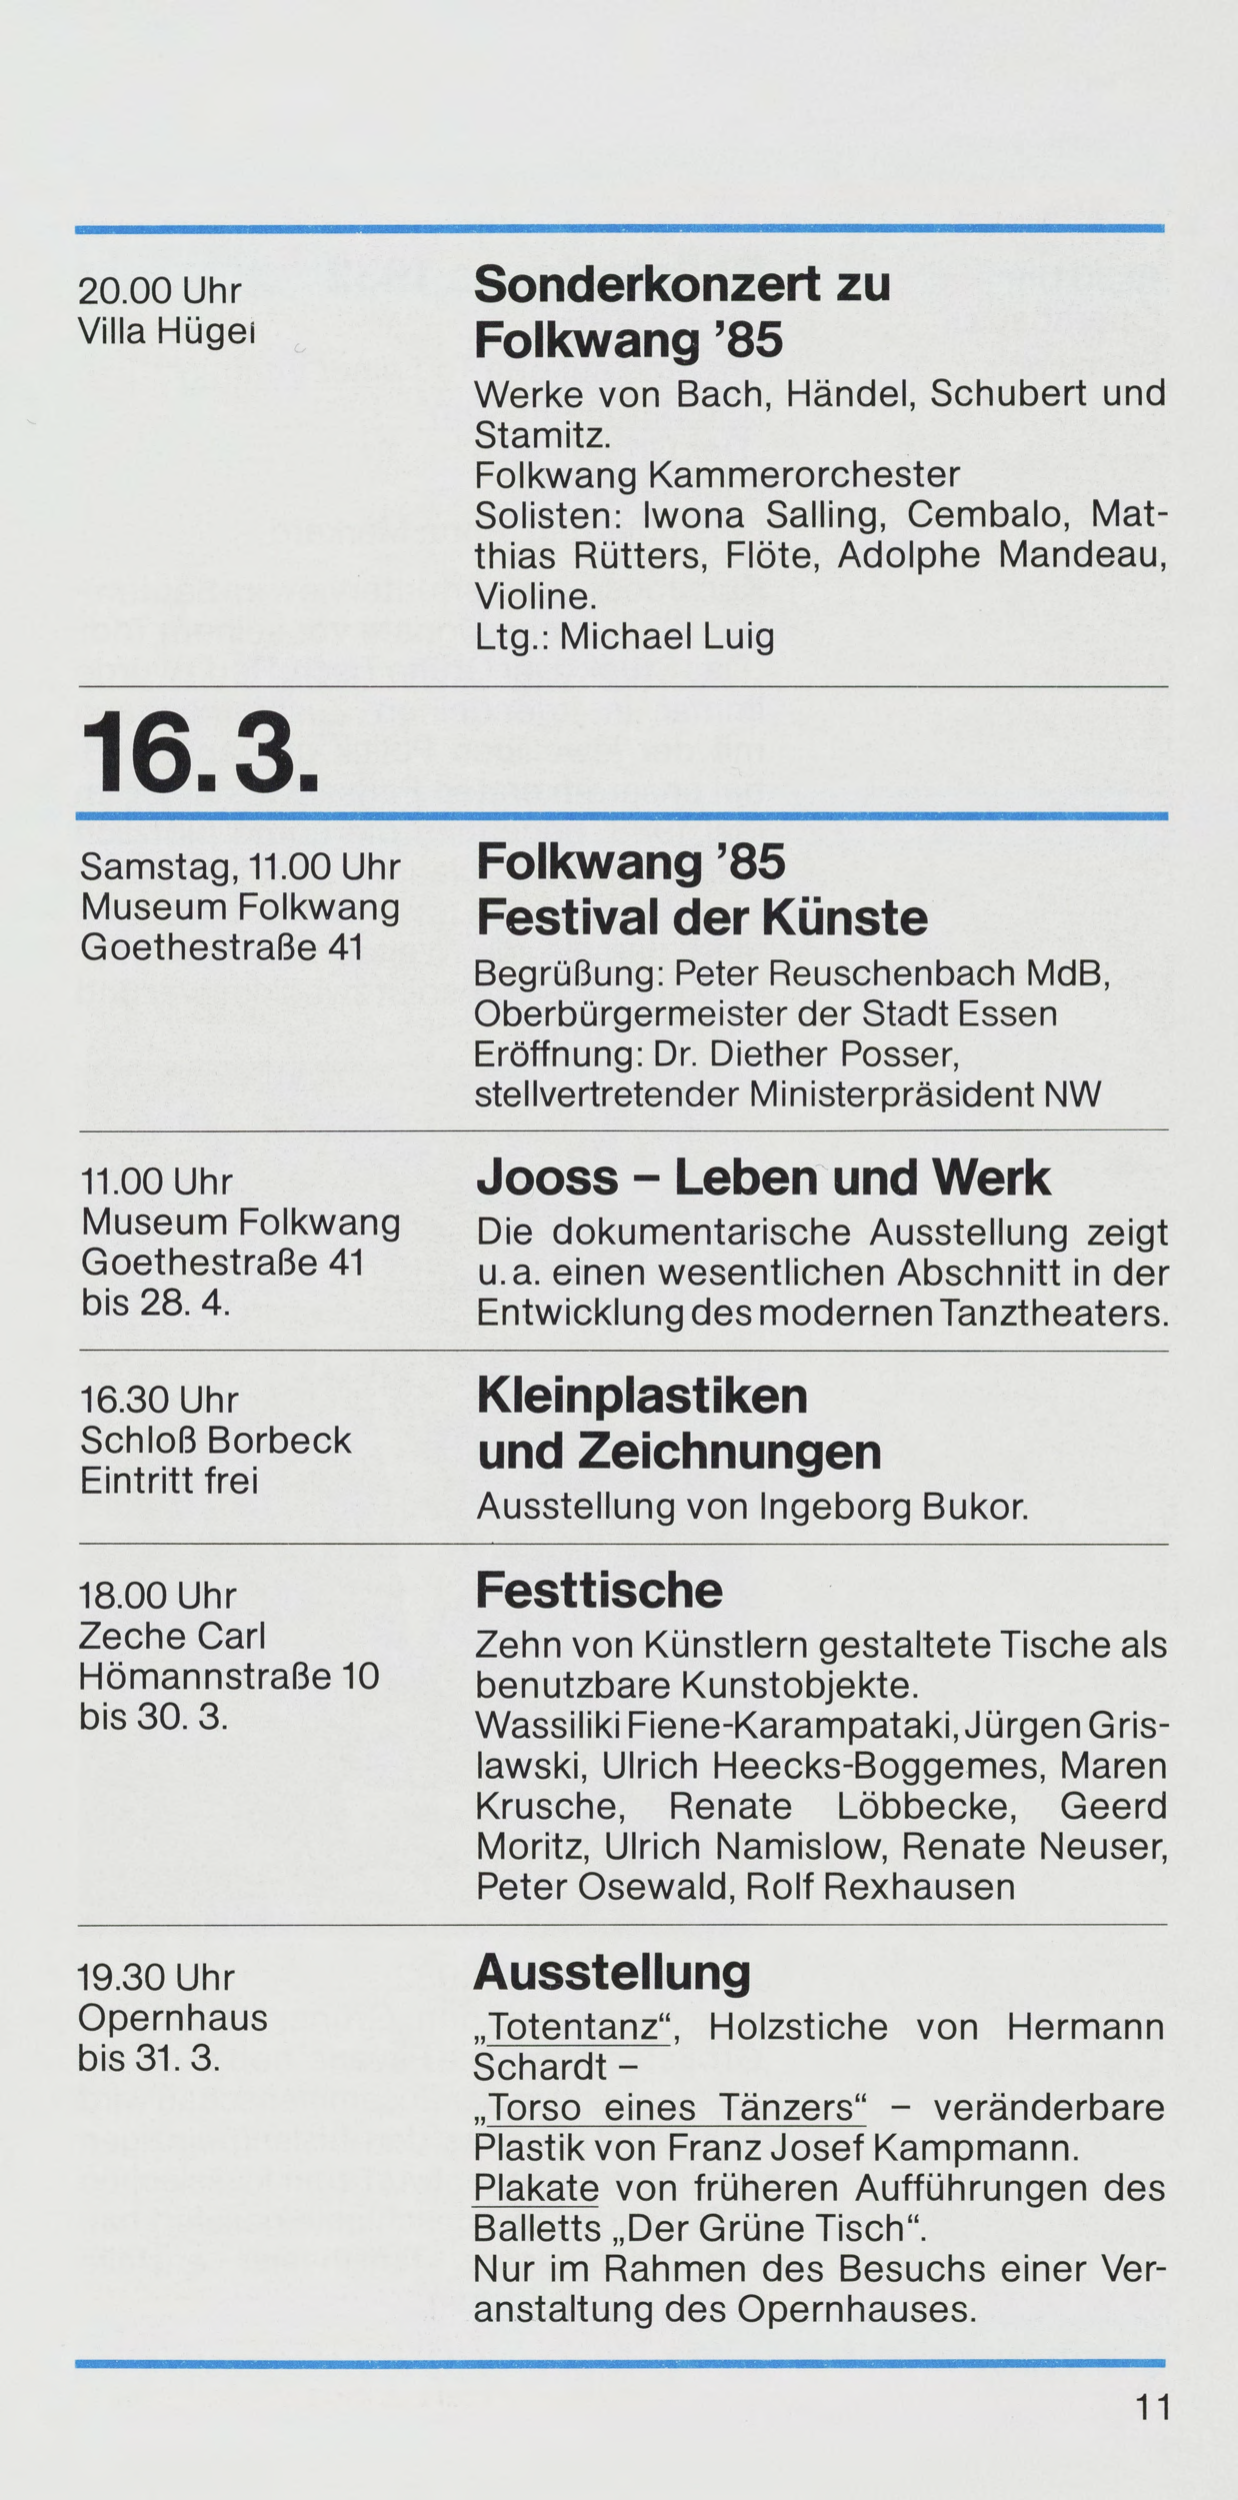 20.00 Uhr
Villa Hügel
Sonderkonzert zu
Folkwang ’85
Werke von Bach, Händel, Schubert und
Stamitz.
Folkwang Kammerorchester
Solisten: Iwona Salling, Cembalo, Mat-
thias Rütters, Flöte, Adolphe Mandeau,
Violine.
Ltg.: Michael Luig
16. 3.
Samstag, 11.00 Uhr
Museum Folkwang
Goethestraße 41
Folkwang ’85
Festival der Künste
Begrüßung: Peter Reuschenbach MdB,
Oberbürgermeister der Stadt Essen
Eröffnung: Dr. Diether Posser,
stellvertretender Ministerpräsident NW
11.00 Uhr
Museum Folkwang
Goethestraße 41
bis 28. 4.
Jooss – Leben und Werk
Die dokumentarische Ausstellung zeigt
u. a. einen wesentlichen Abschnitt in der
Entwicklung des modernen Tanztheaters.
16.30 Uhr
Schloß Borbeck
Eintritt frei
Kleinplastiken
und Zeichnungen
Ausstellung von Ingeborg Bukor.
18.00 Uhr
Zeche Carl
Hömannstraße 10
bis 30. 3.
Festtische
Zehn von Künstlern gestaltete Tische als
benutzbare Kunstobjekte.
Wassiliki Fiene-Karampataki, Jürgen Gris-
lawski, Ulrich Heecks-Boggemes, Maren
Krusche, Renate Löbbecke, Geerd
Moritz, Ulrich Namislow, Renate Neuser,
Peter Osewald, Rolf Rexhausen
19.30 Uhr
Opernhaus
bis 31. 3.
Ausstellung
„Totentanz“, Holzstiche von Hermann
Schardt –
„Torso eines Tänzers“ – veränderbare
Plastik von Franz Josef Kampmann.
Plakate von früheren Aufführungen des
Balletts „Der Grüne Tisch“.
Nur im Rahmen des Besuchs einer Ver-
anstaltung des Opernhauses.
11